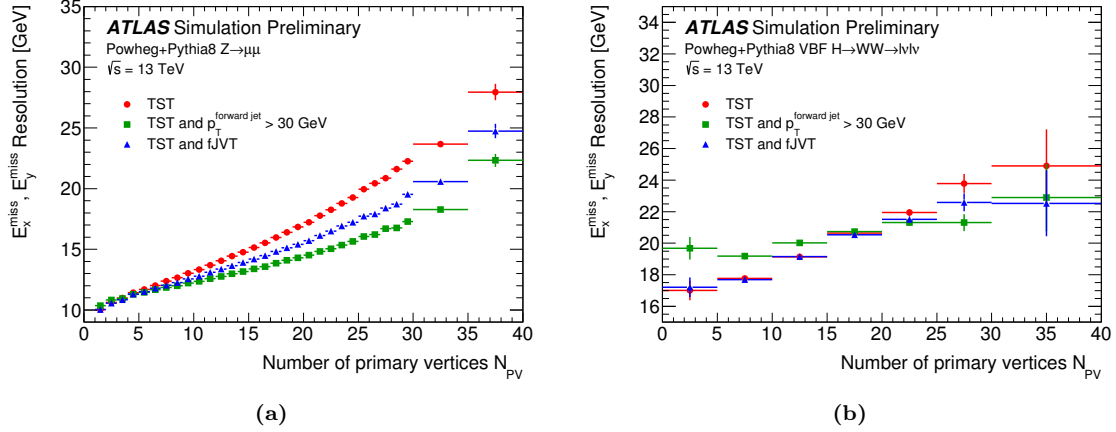 ATLAS Simulation Preliminary
Powheg+Pythia8 Z→μμ
√s = 13 TeV
TST
TST and p_T^{forward jet} > 30 GeV
TST and fJVT
E_x^{miss}, E_y^{miss} Resolution [GeV]
35
30
25
20
15
10
0 5 10 15 20 25 30 35 40
Number of primary vertices N_{PV}
(a)
ATLAS Simulation Preliminary
Powheg+Pythia8 VBF H→WW→lνlν
√s = 13 TeV
TST
TST and p_T^{forward jet} > 30 GeV
TST and fJVT
E_x^{miss}, E_y^{miss} Resolution [GeV]
34
32
30
28
26
24
22
20
18
16
0 5 10 15 20 25 30 35 40
Number of primary vertices N_{PV}
(b)